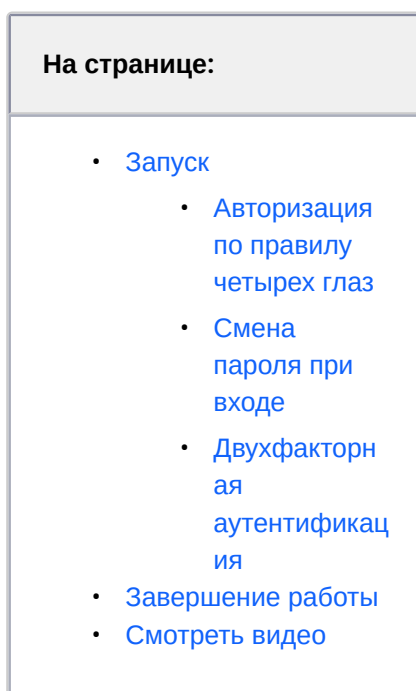 На странице:
• Запуск
• Авторизация
по правилу
четырех глаз
• Смена
пароля при
входе
• Двухфакторн
ая
аутентификац
ия
• Завершение работы
• Смотреть видео